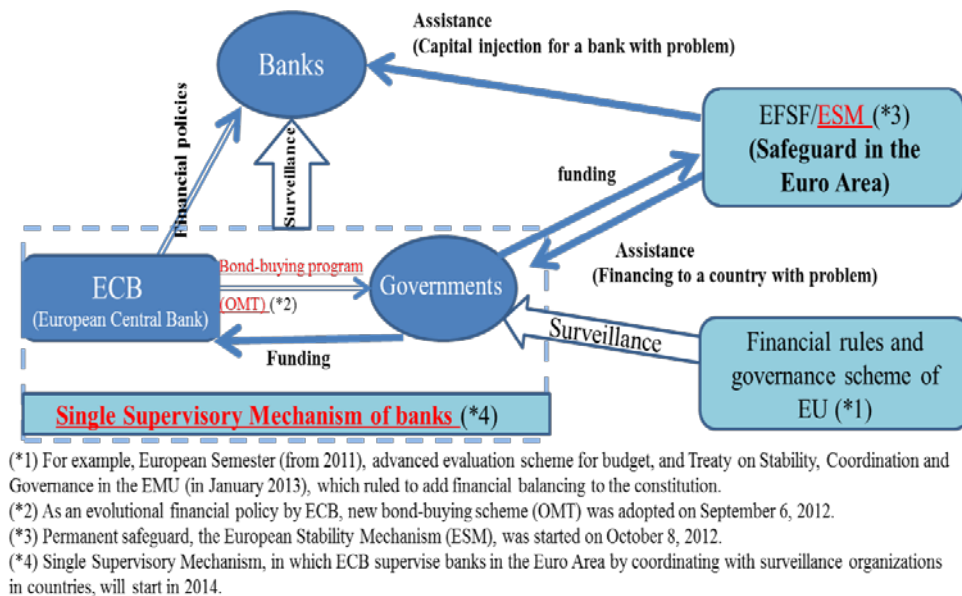 Assistance
(Capital injection for a bank with problem)
Banks
Financial policies
Surveillance
EFSF/ESM (*3)
(Safeguard in the
Euro Area)
funding
Assistance
(Financing to a country with problem)
ECB
(European Central Bank)
Bond-buying program
(OMT) (*2)
Governments
Funding
Surveillance
Financial rules and
governance scheme of
EU (*1)
Single Supervisory Mechanism of banks (*4)
(*1) For example, European Semester (from 2011), advanced evaluation scheme for budget, and Treaty on Stability, Coordination and
Governance in the EMU (in January 2013), which ruled to add financial balancing to the constitution.
(*2) As an evolutional financial policy by ECB, new bond-buying scheme (OMT) was adopted on September 6, 2012.
(*3) Permanent safeguard, the European Stability Mechanism (ESM), was started on October 8, 2012.
(*4) Single Supervisory Mechanism, in which ECB supervise banks in the Euro Area by coordinating with surveillance organizations
in countries, will start in 2014.